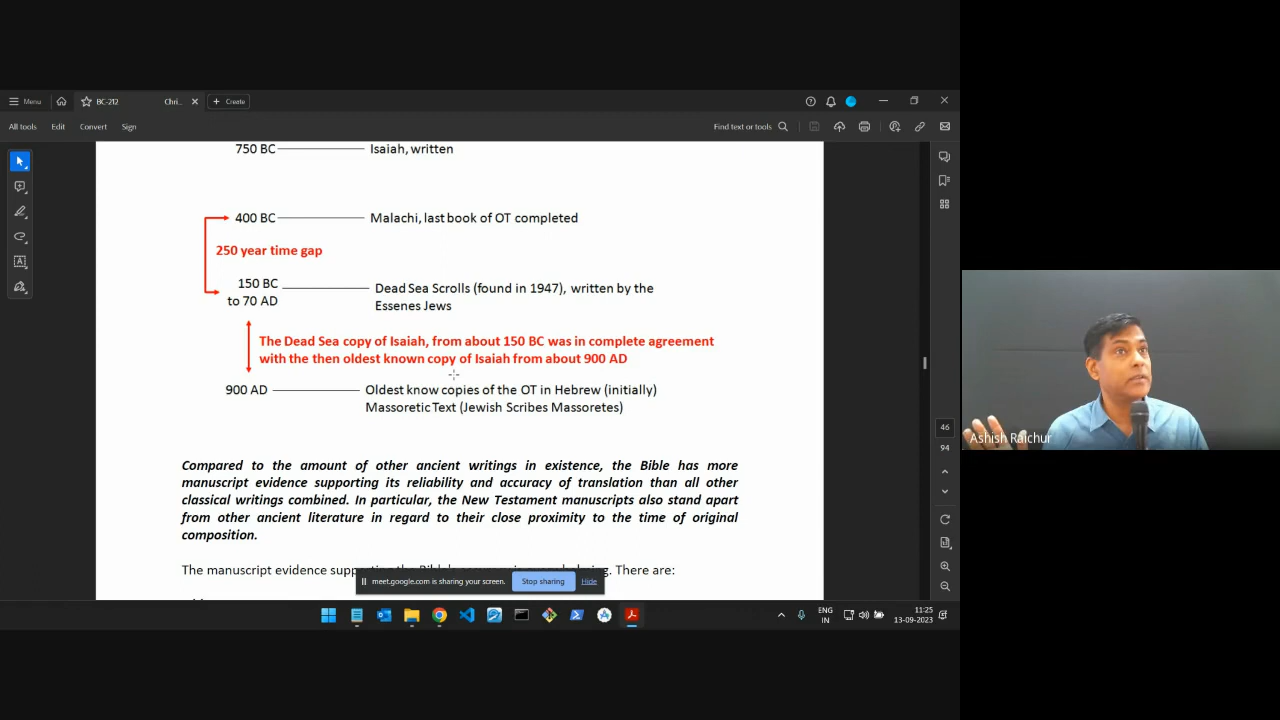 Menu
BC-212
Chri...
Create
All tools
Edit
Convert
Sign
Find text or tools
750 BC
Isaiah, written
400 BC
Malachi, last book of OT completed
250 year time gap
150 BC
to 70 AD
Dead Sea Scrolls (found in 1947), written by the
Essenes Jews
The Dead Sea copy of Isaiah, from about 150 BC was in complete agreement
with the then oldest known copy of Isaiah from about 900 AD
900 AD
Oldest know copies of the OT in Hebrew (initially)
Massoretic Text (Jewish Scribes Massoretes)
Compared to the amount of other ancient writings in existence, the Bible has more
manuscript evidence supporting its reliability and accuracy of translation than all other
classical writings combined. In particular, the New Testament manuscripts also stand apart
from other ancient literature in regard to their close proximity to the time of original
composition.
The manuscript evidence There are:
meet.google.com is sharing your screen.
Stop sharing
Hide
46
94
ENG
IN
11:25
13-09-2023
Ashish Raichur